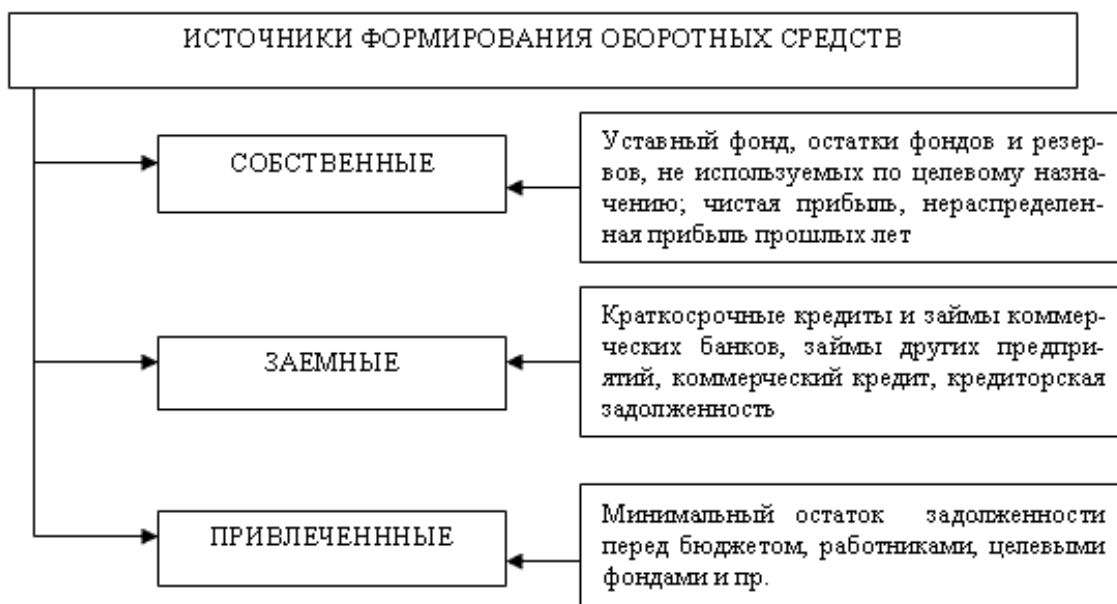 ИСТОЧНИКИ ФОРМИРОВАНИЯ ОБОРОТНЫХ СРЕДСТВ
СОБСТВЕННЫЕ
Уставный фонд, остатки фондов и резер-
вов, не используемых по целевому назна-
чению; чистая прибыль, нераспределен-
ная прибыль прошлых лет
ЗАЕМНЫЕ
Краткосрочные кредиты и займы коммер-
ческих банков, займы других предпри-
ятий, коммерческий кредит, кредиторская
задолженность
ПРИВЛЕЧЕНННЫЕ
Минимальный остаток задолженности
перед бюджетом, работниками, целевыми
фондами и пр.